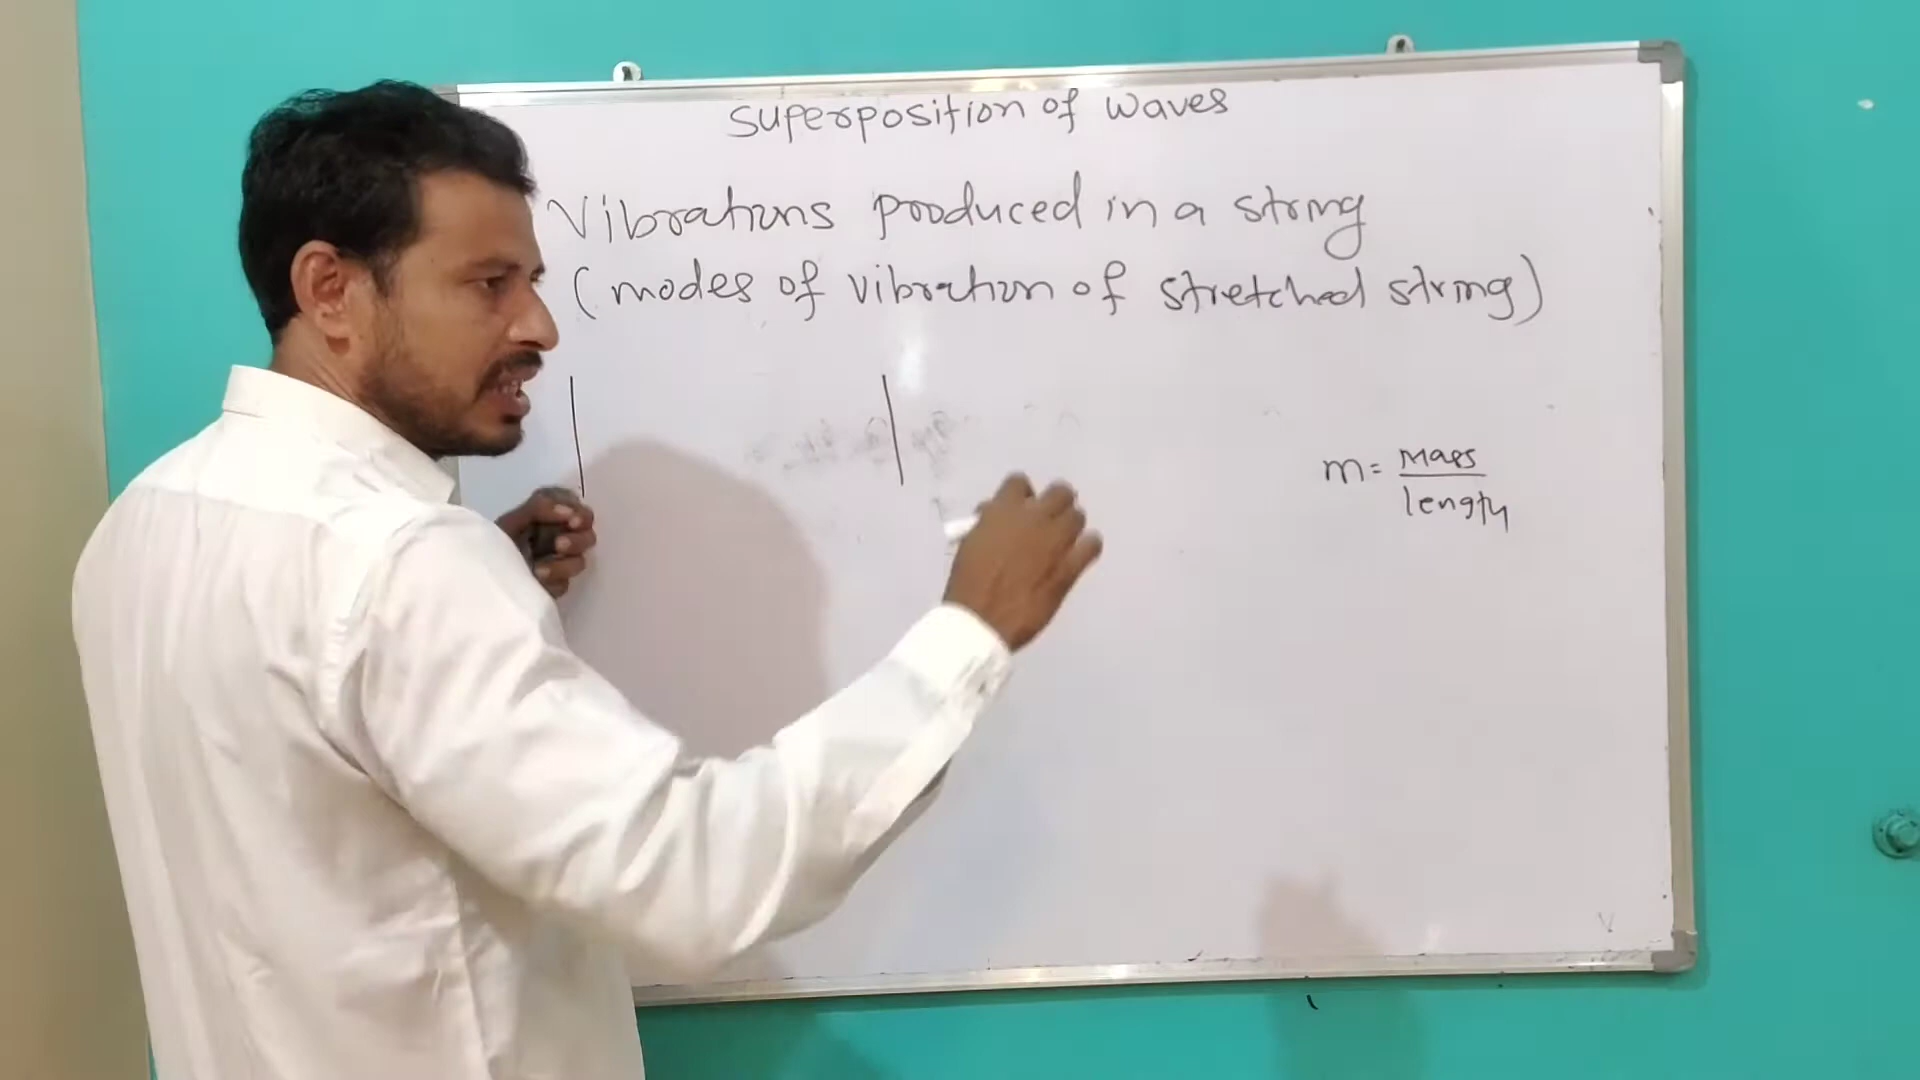 Superposition of waves
Vibrations produced in a string
(modes of vibration of stretched string)
m = Mass
length